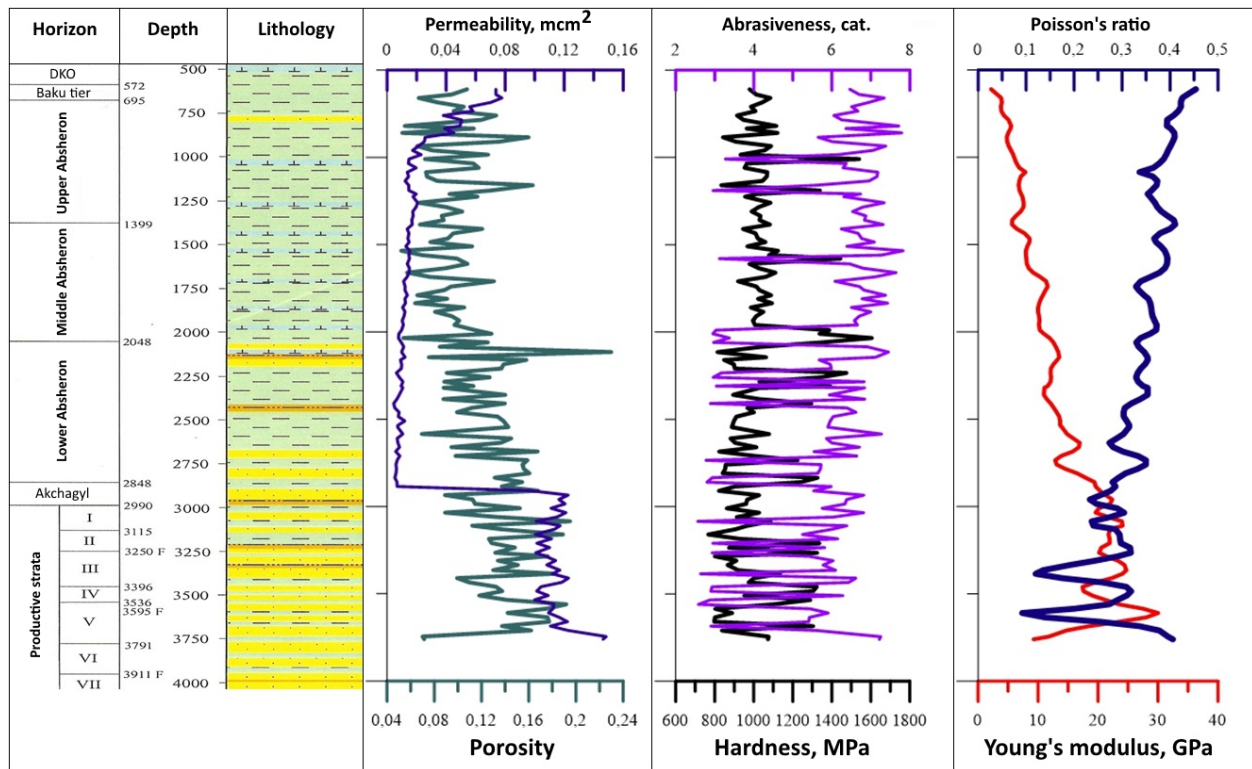 Horizon
Depth
Lithology
Permeability, mcm²
0 0,04 0,08 0,12 0,16
Abrasiveness, cat.
2 4 6 8
Poisson's ratio
0 0,1 0,2 0,3 0,4 0,5
DKO
Baku tier
Upper Absheron
Middle Absheron
Lower Absheron
Akchagyl
Productive strata
I
II
III
IV
V
VI
VII
572
695
1399
2048
2848
2990
3115
3250 F
3396
3536
3595 F
3791
3911 F
500
750
1000
1250
1500
1750
2000
2250
2500
2750
3000
3250
3500
3750
4000
0,04 0,08 0,12 0,16 0,2 0,24
Porosity
600 800 1000 1200 1400 1600 1800
Hardness, MPa
0 10 20 30 40
Young's modulus, GPa